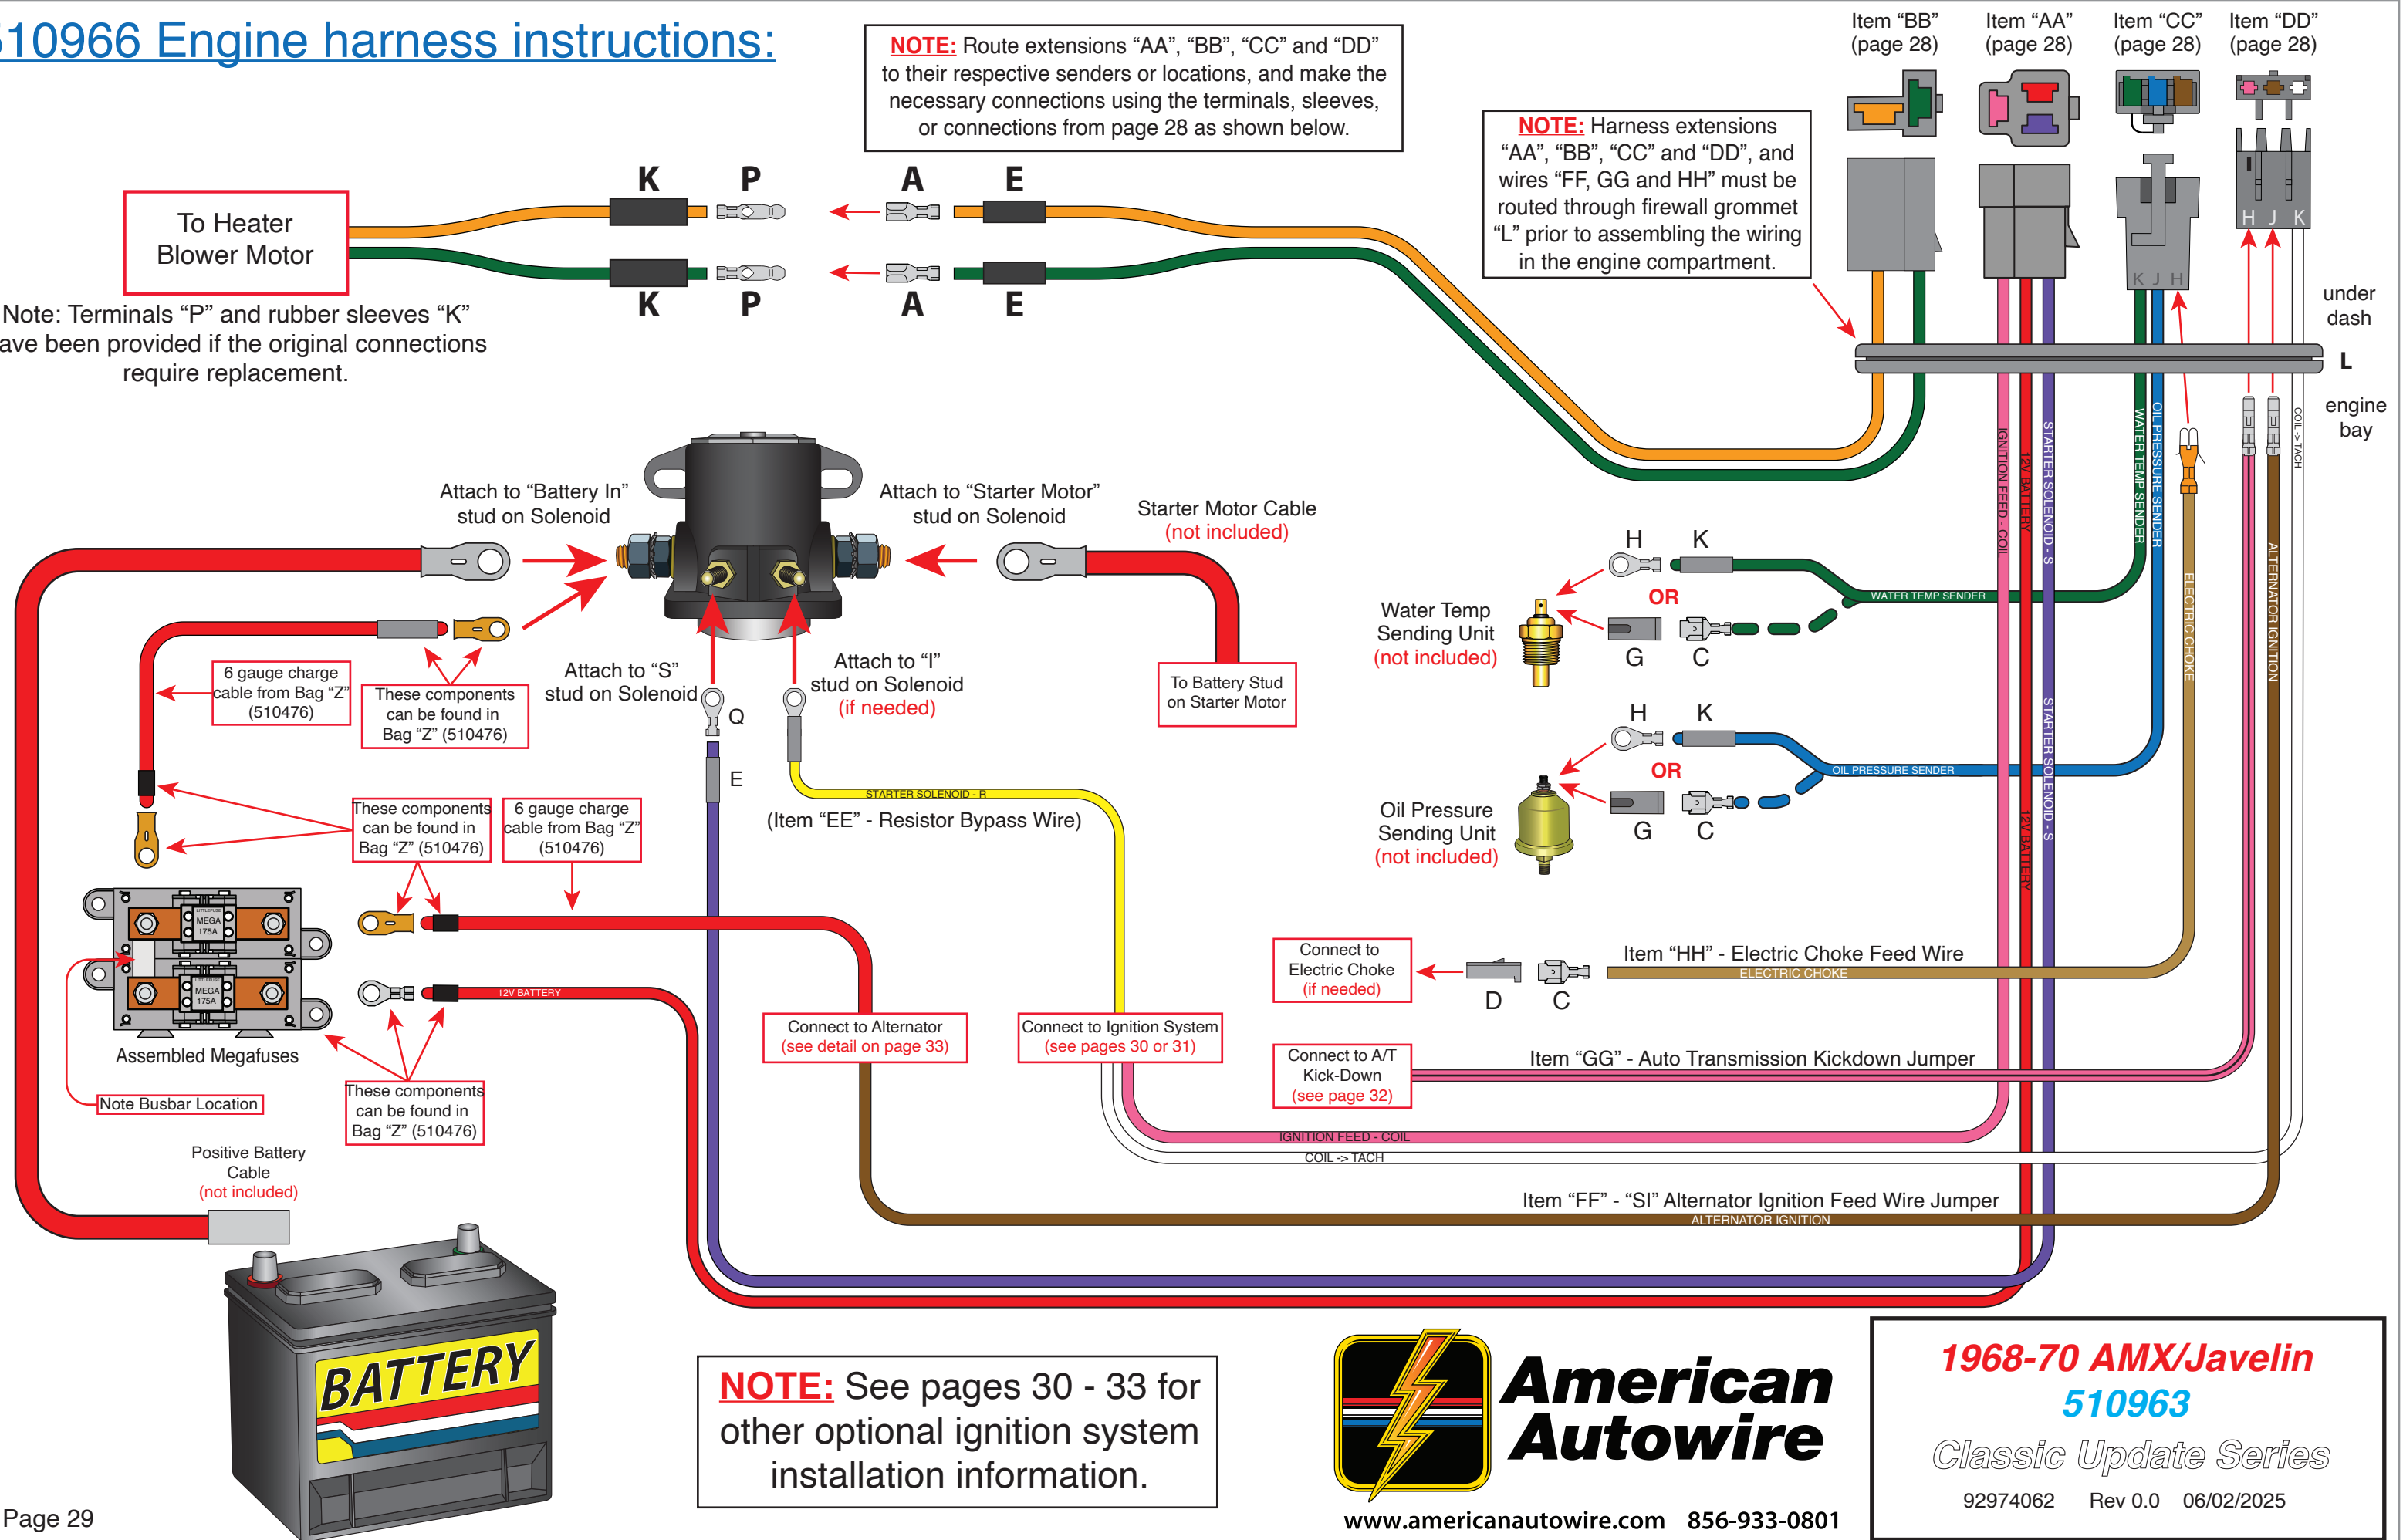 510966 Engine harness instructions:
NOTE: Route extensions “AA”, “BB”, “CC” and “DD”
to their respective senders or locations, and make the
necessary connections using the terminals, sleeves,
or connections from page 28 as shown below.
Item “BB”
(page 28)
Item “AA”
(page 28)
Item “CC”
(page 28)
Item “DD”
(page 28)
NOTE: Harness extensions
“AA”, “BB”, “CC” and “DD”, and
wires “FF, GG and HH” must be
routed through firewall grommet
“L” prior to assembling the wiring
in the engine compartment.
H J K
K J H
under
dash
L
engine
bay
To Heater
Blower Motor
K P A E
K P A E
Note: Terminals “P” and rubber sleeves “K”
have been provided if the original connections
require replacement.
Attach to “Battery In”
stud on Solenoid
Attach to “Starter Motor”
stud on Solenoid
Starter Motor Cable
(not included)
To Battery Stud
on Starter Motor
6 gauge charge
cable from Bag “Z”
(510476)
These components
can be found in
Bag “Z” (510476)
Attach to “S”
stud on Solenoid
Attach to “I”
stud on Solenoid
(if needed)
Q
E
STARTER SOLENOID - R
(Item “EE” - Resistor Bypass Wire)
These components
can be found in
Bag “Z” (510476)
6 gauge charge
cable from Bag “Z”
(510476)
LITTLEFUSE
MEGA
175A
LITTLEFUSE
MEGA
175A
Assembled Megafuses
Note Busbar Location
12V BATTERY
These components
can be found in
Bag “Z” (510476)
Connect to Alternator
(see detail on page 33)
Connect to Ignition System
(see pages 30 or 31)
Positive Battery
Cable
(not included)
BATTERY
IGNITION FEED - COIL
12V BATTERY
STARTER SOLENOID - S
WATER TEMP SENDER
OIL PRESSURE SENDER
ELECTRIC CHOKE
ALTERNATOR IGNITION
COIL -> TACH
STARTER SOLENOID - S
12V BATTERY
H K
OR
WATER TEMP SENDER
Water Temp
Sending Unit
(not included)
G C
H K
OR
OIL PRESSURE SENDER
Oil Pressure
Sending Unit
(not included)
G C
Connect to
Electric Choke
(if needed)
D C
Item “HH” - Electric Choke Feed Wire
ELECTRIC CHOKE
Connect to A/T
Kick-Down
(see page 32)
Item “GG” - Auto Transmission Kickdown Jumper
IGNITION FEED - COIL
COIL -> TACH
Item “FF” - “SI” Alternator Ignition Feed Wire Jumper
ALTERNATOR IGNITION
NOTE: See pages 30 - 33 for
other optional ignition system
installation information.
American
Autowire
www.americanautowire.com 856-933-0801
1968-70 AMX/Javelin
510963
Classic Update Series
92974062 Rev 0.0 06/02/2025
Page 29